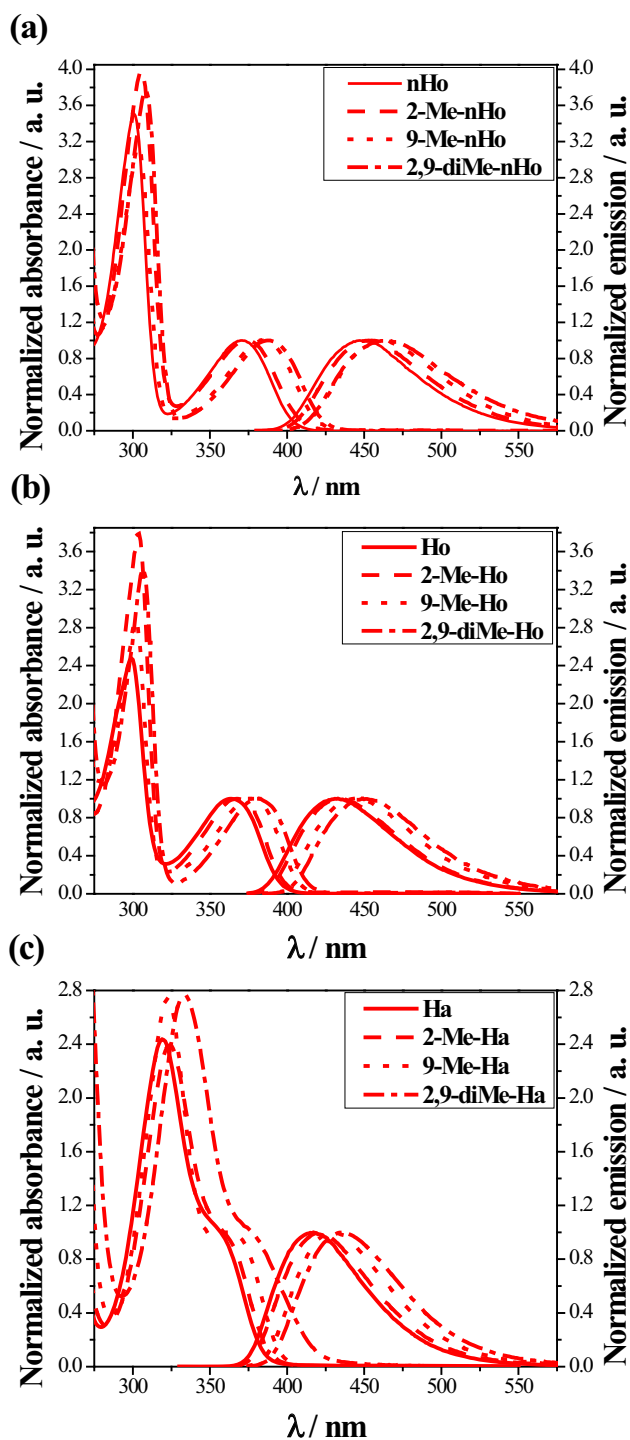 (a)
Normalized absorbance / a. u.
Normalized emission / a. u.
4.0
3.6
3.2
2.8
2.4
2.0
1.6
1.2
0.8
0.4
0.0
4.0
3.6
3.2
2.8
2.4
2.0
1.6
1.2
0.8
0.4
0.0
nHo
2-Me-nHo
9-Me-nHo
2,9-diMe-nHo
300 350 400 450 500 550
λ / nm
(b)
Normalized absorbance / a. u.
Normalized emission / a. u.
3.6
3.2
2.8
2.4
2.0
1.6
1.2
0.8
0.4
0.0
3.6
3.2
2.8
2.4
2.0
1.6
1.2
0.8
0.4
0.0
Ho
2-Me-Ho
9-Me-Ho
2,9-diMe-Ho
300 350 400 450 500 550
λ / nm
(c)
Normalized absorbance / a. u.
Normalized emission / a. u.
2.8
2.4
2.0
1.6
1.2
0.8
0.4
0.0
2.8
2.4
2.0
1.6
1.2
0.8
0.4
0.0
Ha
2-Me-Ha
9-Me-Ha
2,9-diMe-Ha
300 350 400 450 500 550
λ / nm